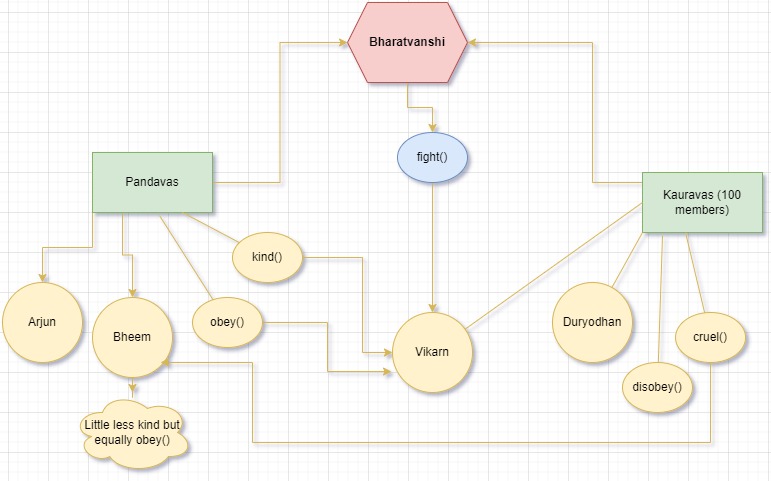 Bharatvanshi
fight()
Pandavas
Kauravas (100
members)
kind()
Arjun
Bheem
obey()
Vikarn
Duryodhan
cruel()
disobey()
Little less kind but
equally obey()